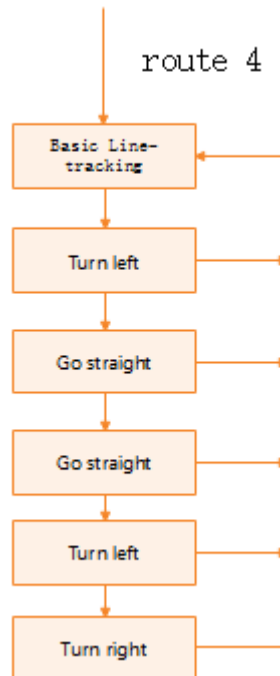 route 4
Basic Line-
tracking
Turn left
Go straight
Go straight
Turn left
Turn right